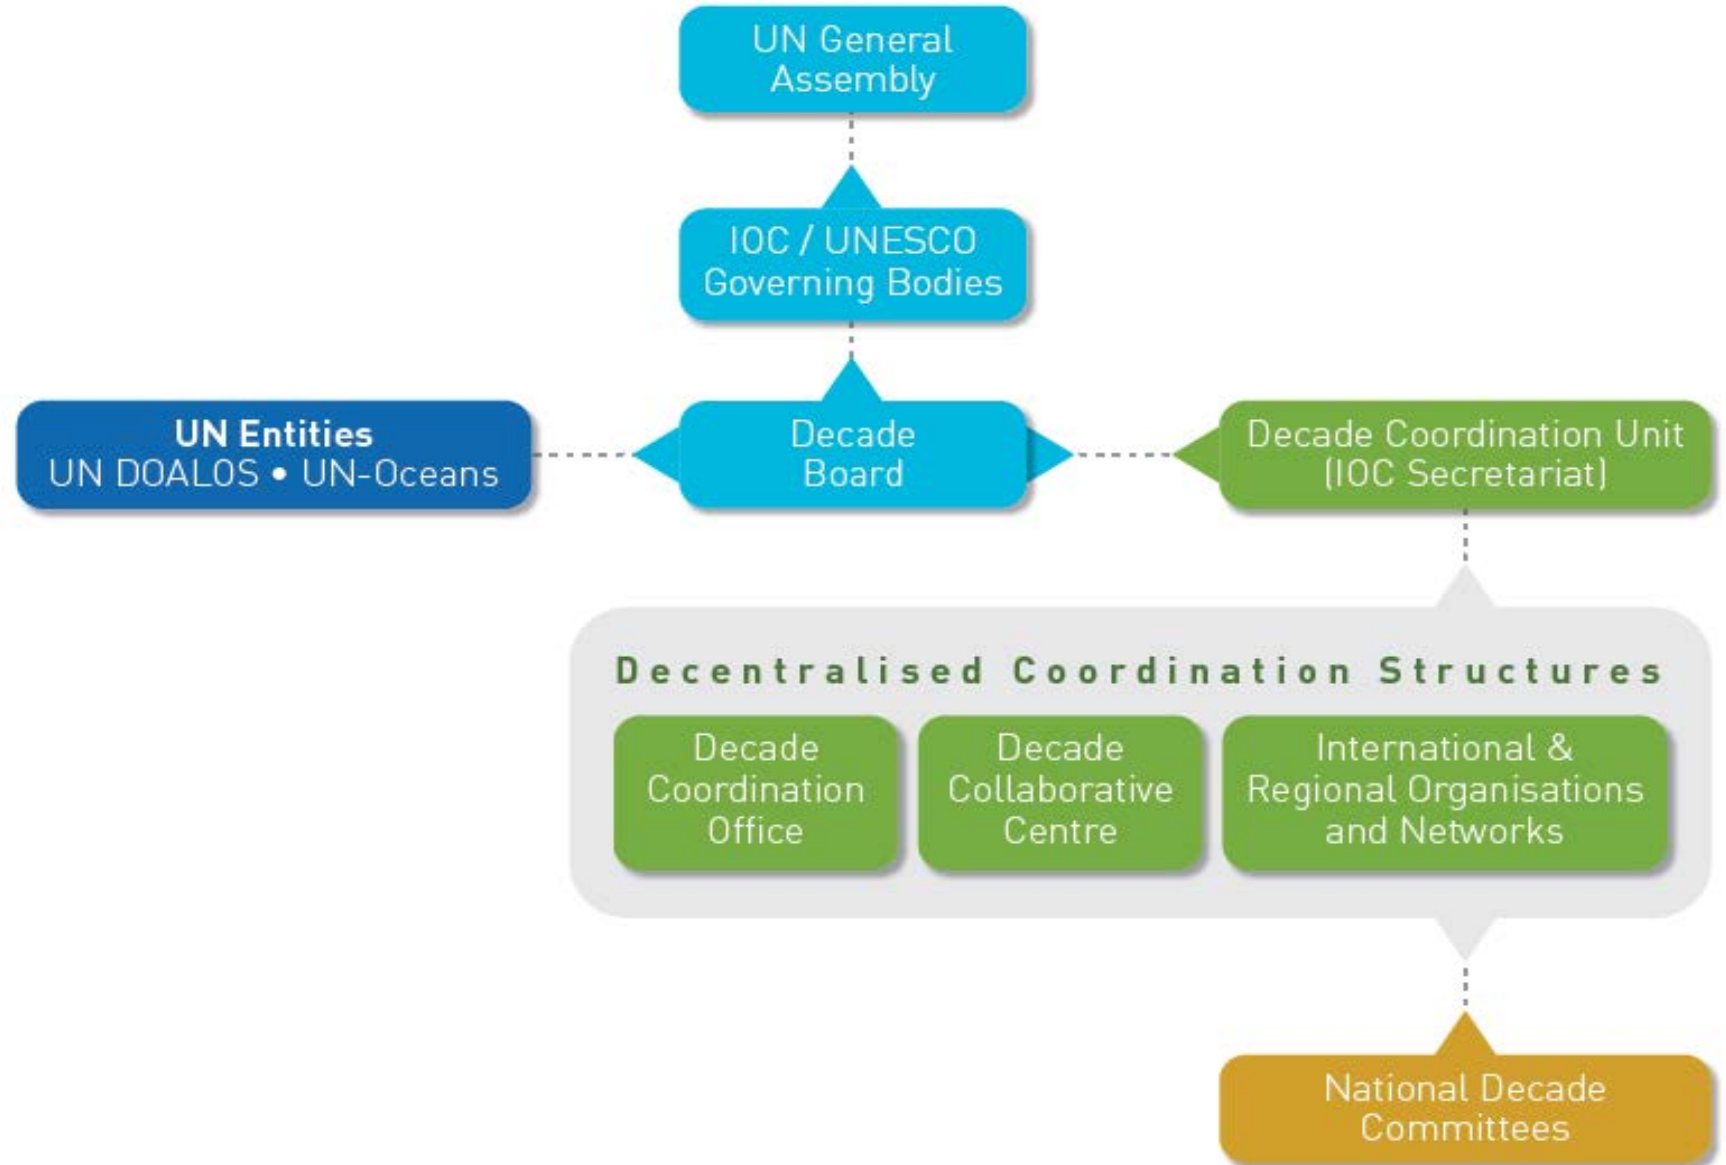 UN General
Assembly
IOC / UNESCO
Governing Bodies
UN Entities
UN DOALOS • UN-Oceans
Decade
Board
Decade Coordination Unit
(IOC Secretariat)
Decentralised Coordination Structures
Decade
Coordination
Office
Decade
Collaborative
Centre
International &
Regional Organisations
and Networks
National Decade
Committees